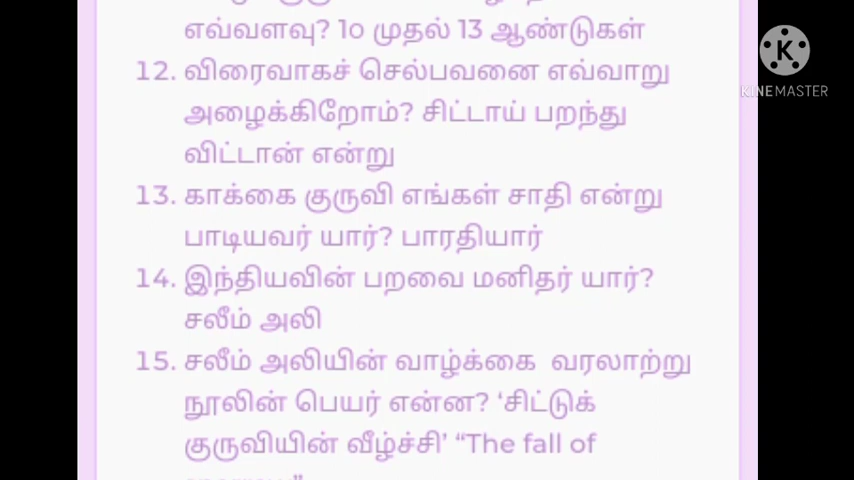 எவ்வளவு? 1௦ முதல் 13 ஆண்டுகள்
12. விரைவாகச் செல்பவனை எவ்வாறு
அழைக்கிறோம்? சிட்டாய் பறந்து
விட்டான் என்று
13. காக்கை குருவி எங்கள் சாதி என்று
பாடியவர் யார்? பாரதியார்
14. இந்தியவின் பறவை மனிதர் யார்?
சலீம் அலி
15. சலீம் அலியின் வாழ்க்கை வரலாற்று
நூலின் பெயர் என்ன? ‘சிட்டுக்
குருவியின் வீழ்ச்சி’ “The fall of
KINEMASTER